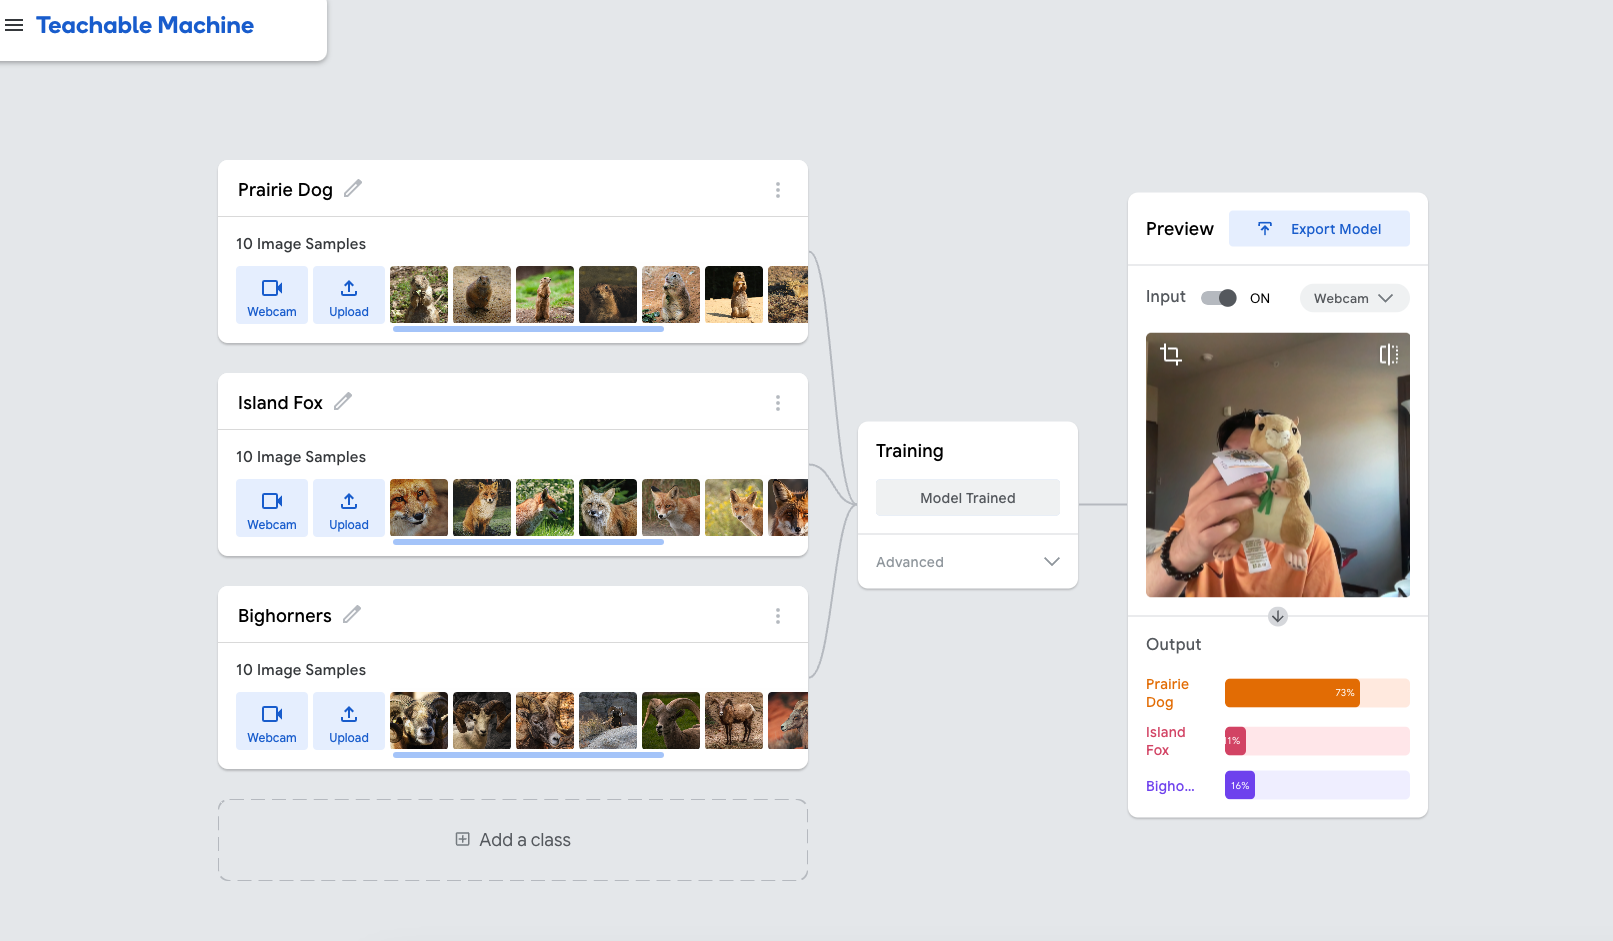 Teachable Machine
Prairie Dog
10 Image Samples
Webcam
Upload
Island Fox
10 Image Samples
Webcam
Upload
Bighorners
10 Image Samples
Webcam
Upload
Add a class
Training
Model Trained
Advanced
Preview
Export Model
Input
ON
Webcam
Output
Prairie
Dog
73%
Island
Fox
11%
Bigho...
16%